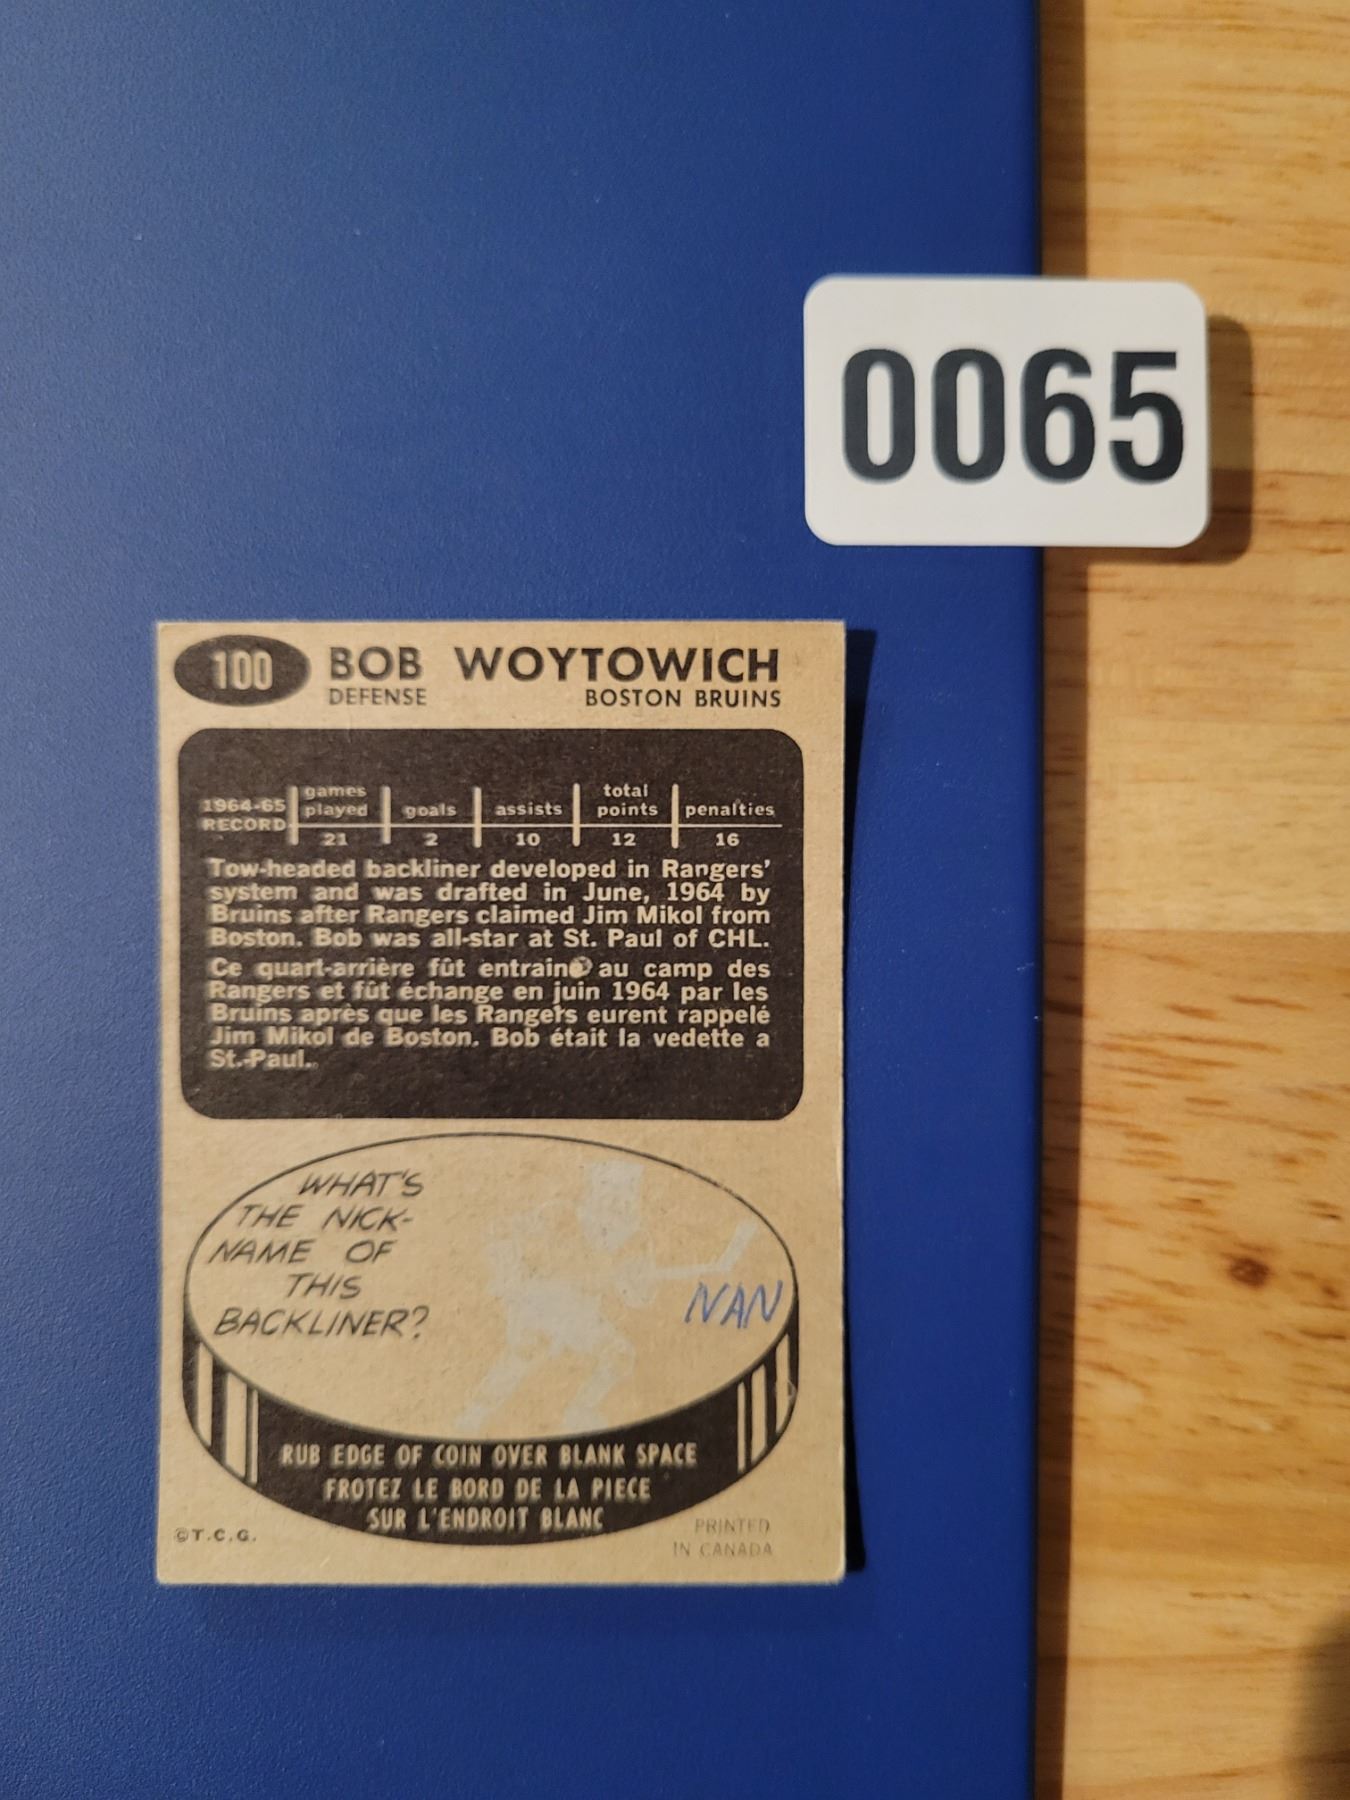 0065
100 BOB WOYTOWICH
DEFENSE BOSTON BRUINS
1964-65 RECORD games played goals assists total points penalties
21 2 10 12 16
Tow-headed backliner developed in Rangers'
system and was drafted in June, 1964 by
Bruins after Rangers claimed Jim Mikol from
Boston. Bob was all-star at St. Paul of CHL.
Ce quart-arrière fût entrainé au camp des
Rangers et fût échange en juin 1964 par les
Bruins après que les Rangers eurent rappelé
Jim Mikol de Boston. Bob était la vedette a
St.-Paul.
WHAT'S
THE NICK-
NAME OF
THIS
BACKLINER?
NAN
RUB EDGE OF COIN OVER BLANK SPACE
FROTEZ LE BORD DE LA PIECE
SUR L'ENDROIT BLANC
©T.C.G.
PRINTED
IN CANADA